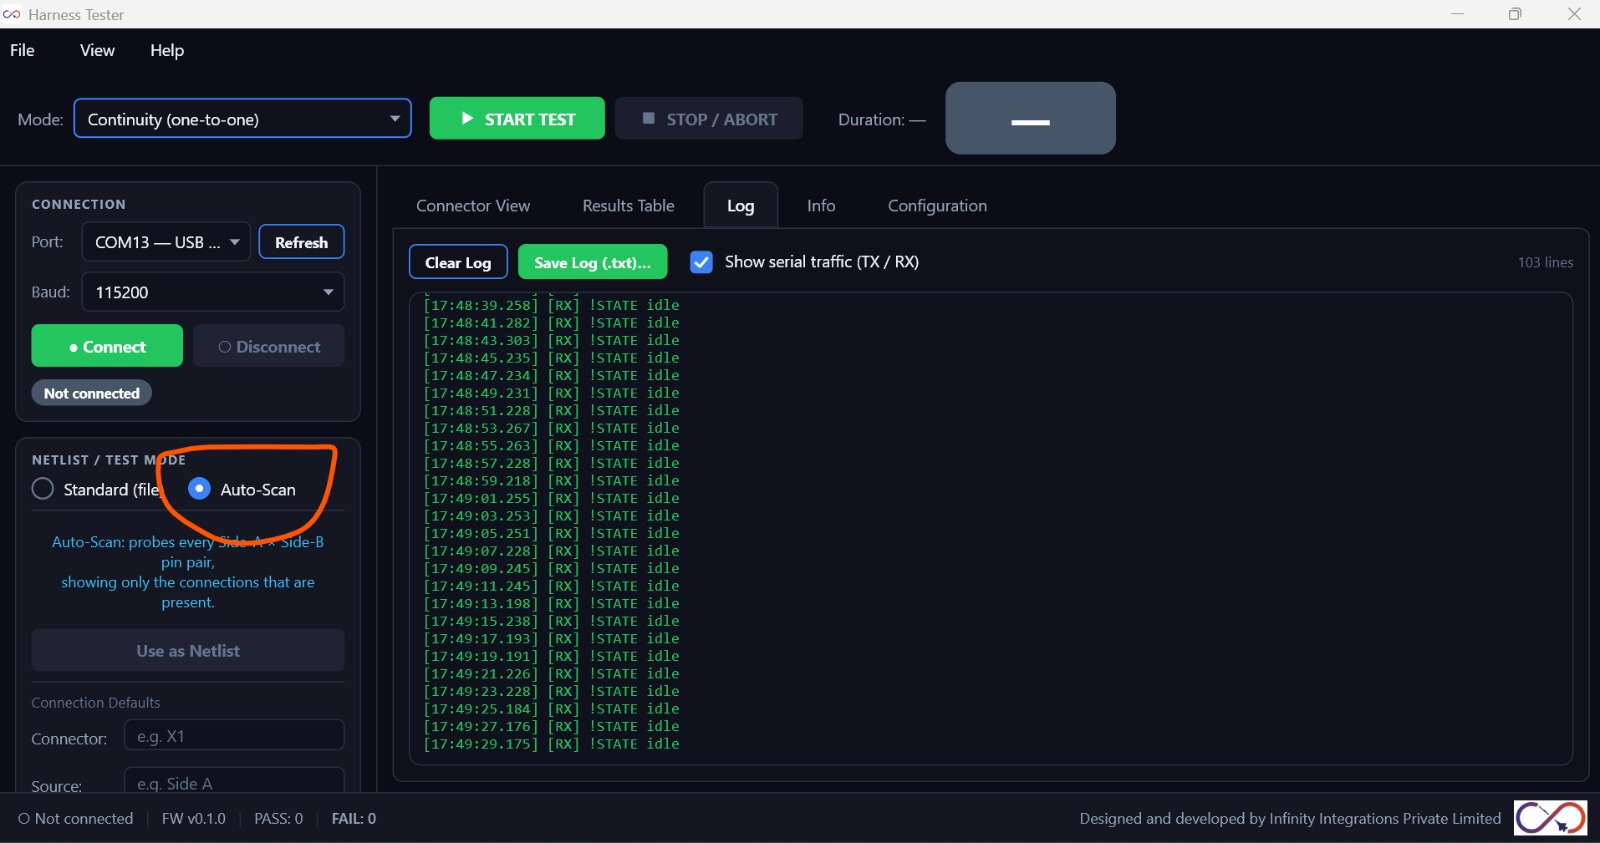 Harness Tester
File View Help
Mode: Continuity (one-to-one) START TEST STOP / ABORT Duration: —
CONNECTION
Port: COM13 — USB ... Refresh
Baud: 115200
Connect Disconnect
Not connected
NETLIST / TEST MODE
Standard (file) Auto-Scan
Auto-Scan: probes every Side-A × Side-B
pin pair,
showing only the connections that are
present.
Use as Netlist
Connection Defaults
Connector: e.g. X1
Source: e.g. Side A
Connector View Results Table Log Info Configuration
Clear Log Save Log (.txt)... Show serial traffic (TX / RX) 103 lines
[17:48:39.258] [RX] !STATE idle
[17:48:41.282] [RX] !STATE idle
[17:48:43.303] [RX] !STATE idle
[17:48:45.235] [RX] !STATE idle
[17:48:47.234] [RX] !STATE idle
[17:48:49.231] [RX] !STATE idle
[17:48:51.228] [RX] !STATE idle
[17:48:53.267] [RX] !STATE idle
[17:48:55.263] [RX] !STATE idle
[17:48:57.228] [RX] !STATE idle
[17:48:59.218] [RX] !STATE idle
[17:49:01.255] [RX] !STATE idle
[17:49:03.253] [RX] !STATE idle
[17:49:05.251] [RX] !STATE idle
[17:49:07.228] [RX] !STATE idle
[17:49:09.245] [RX] !STATE idle
[17:49:11.245] [RX] !STATE idle
[17:49:13.198] [RX] !STATE idle
[17:49:15.238] [RX] !STATE idle
[17:49:17.193] [RX] !STATE idle
[17:49:19.191] [RX] !STATE idle
[17:49:21.226] [RX] !STATE idle
[17:49:23.228] [RX] !STATE idle
[17:49:25.184] [RX] !STATE idle
[17:49:27.176] [RX] !STATE idle
[17:49:29.175] [RX] !STATE idle
Not connected FW v0.1.0 PASS: 0 FAIL: 0 Designed and developed by Infinity Integrations Private Limited